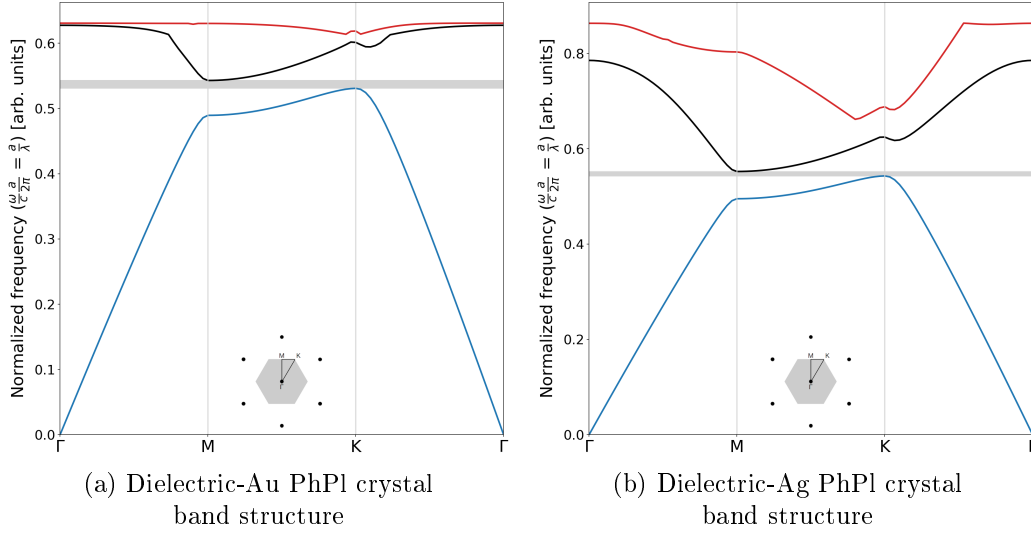 Normalized frequency (ω/c a/2π = a/λ) [arb. units]
0.6
0.5
0.4
0.3
0.2
0.1
0.0
Γ M K Γ
M K
Γ
(a) Dielectric-Au PhPl crystal
band structure
Normalized frequency (ω/c a/2π = a/λ) [arb. units]
0.8
0.6
0.4
0.2
0.0
Γ M K Γ
M K
Γ
(b) Dielectric-Ag PhPl crystal
band structure